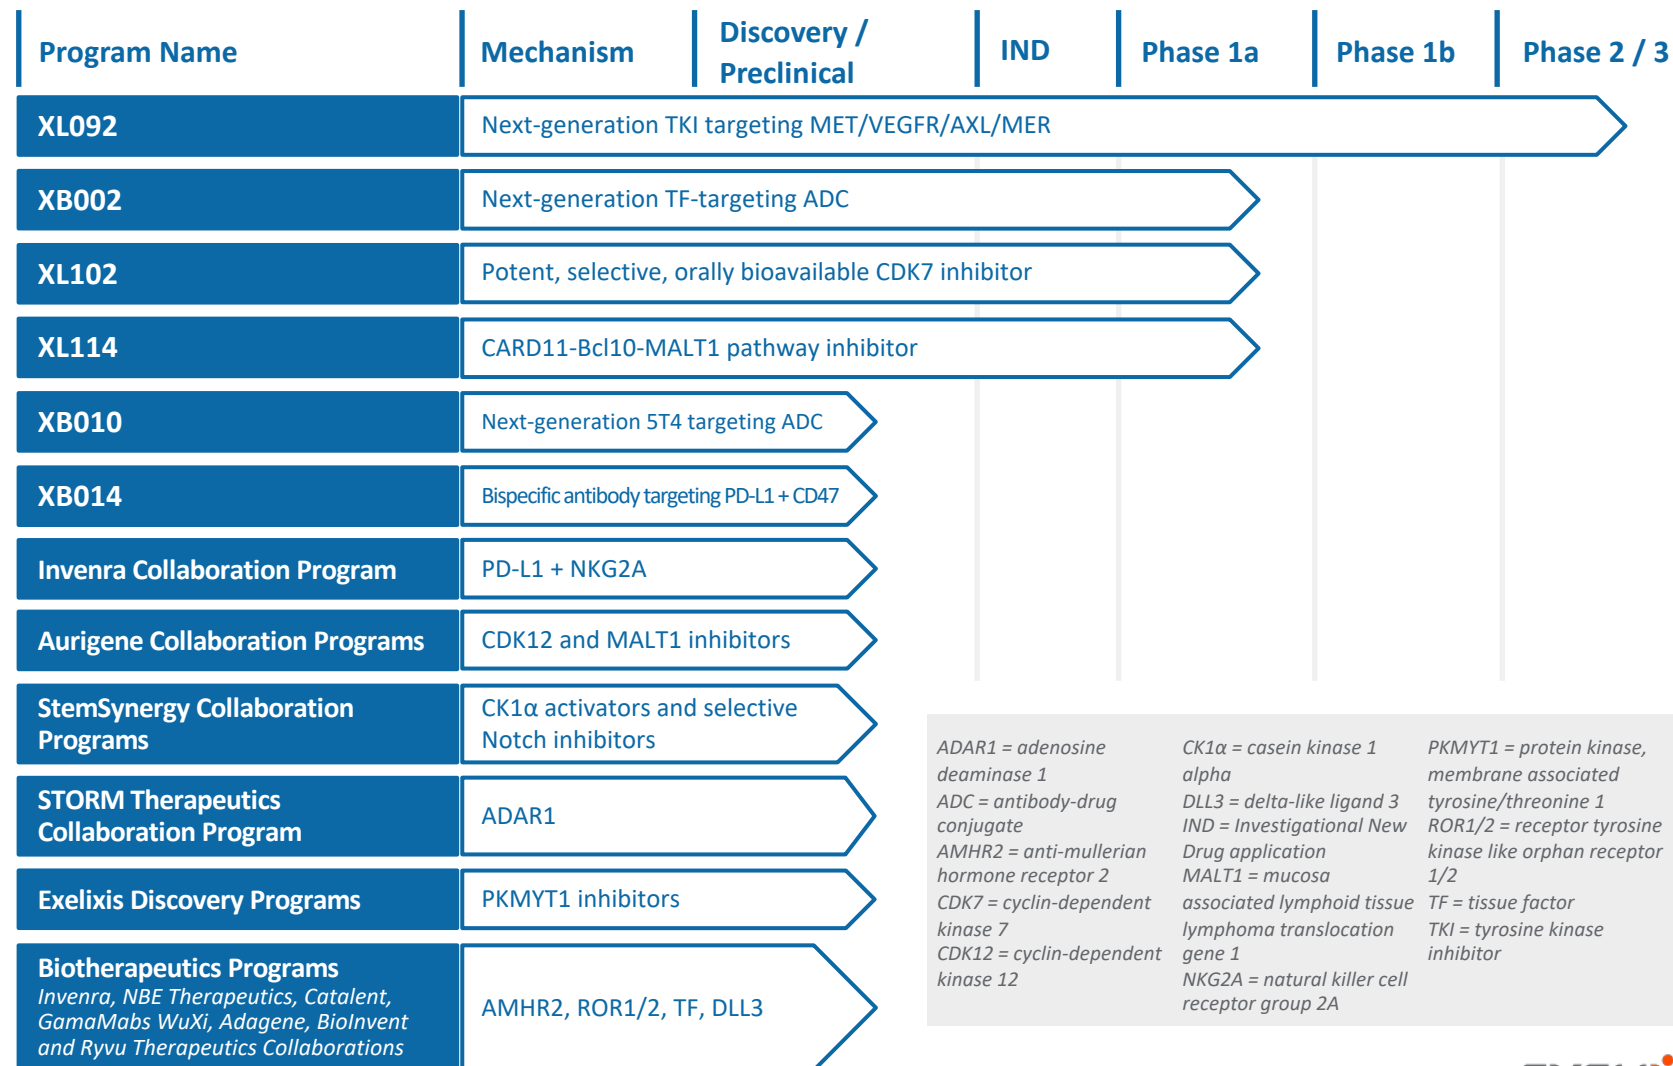 Program Name
Mechanism
Discovery /
Preclinical
IND
Phase 1a
Phase 1b
Phase 2 / 3
XL092
Next-generation TKI targeting MET/VEGFR/AXL/MER
XB002
Next-generation TF-targeting ADC
XL102
Potent, selective, orally bioavailable CDK7 inhibitor
XL114
CARD11-Bcl10-MALT1 pathway inhibitor
XB010
Next-generation 5T4 targeting ADC
XB014
Bispecific antibody targeting PD-L1 + CD47
Invenra Collaboration Program
PD-L1 + NKG2A
Aurigene Collaboration Programs
CDK12 and MALT1 inhibitors
StemSynergy Collaboration
Programs
CK1α activators and selective
Notch inhibitors
STORM Therapeutics
Collaboration Program
ADAR1
Exelixis Discovery Programs
PKMYT1 inhibitors
Biotherapeutics Programs
Invenra, NBE Therapeutics, Catalent,
GamaMabs WuXi, Adagene, BioInvent
and Ryvu Therapeutics Collaborations
AMHR2, ROR1/2, TF, DLL3
ADAR1 = adenosine
deaminase 1
ADC = antibody-drug
conjugate
AMHR2 = anti-mullerian
hormone receptor 2
CDK7 = cyclin-dependent
kinase 7
CDK12 = cyclin-dependent
kinase 12
CK1α = casein kinase 1
alpha
DLL3 = delta-like ligand 3
IND = Investigational New
Drug application
MALT1 = mucosa
associated lymphoid tissue
lymphoma translocation
gene 1
NKG2A = natural killer cell
receptor group 2A
PKMYT1 = protein kinase,
membrane associated
tyrosine/threonine 1
ROR1/2 = receptor tyrosine
kinase like orphan receptor
1/2
TF = tissue factor
TKI = tyrosine kinase
inhibitor